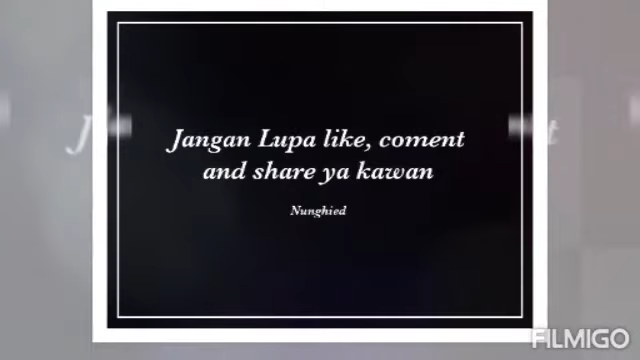 Jangan Lupa like, coment
and share ya kawan
Nunghied
FILMIGO